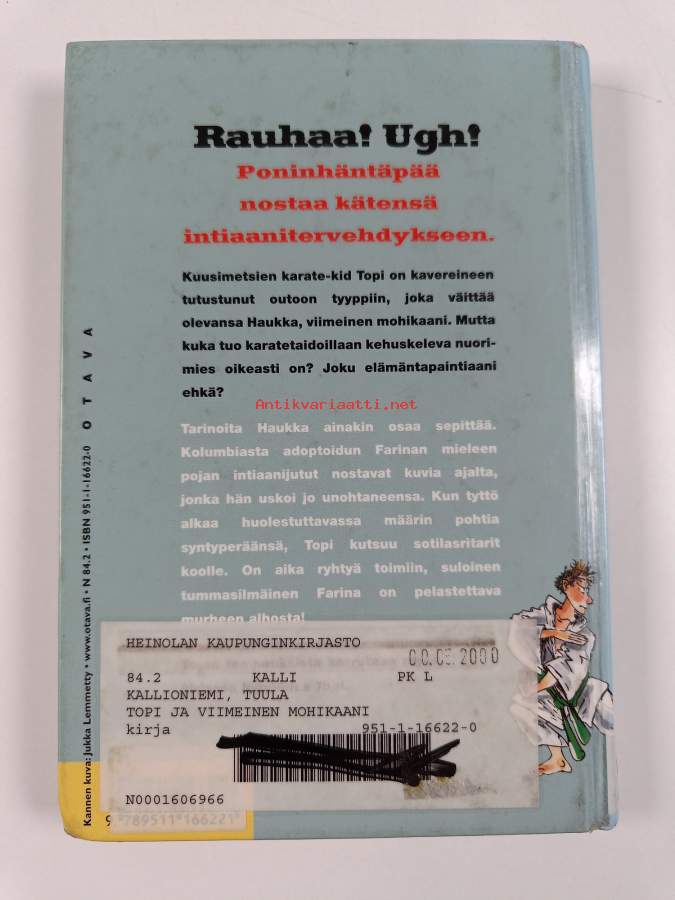 Rauhaa! Ugh!
Poninhäntäpää
nostaa kätensä
intiaanitervehdykseen.
Kuusimetsien karate-kid Topi on kavereineen
tutustunut outoon tyyppiin, joka väittää
olevansa Haukka, viimeinen mohikaani. Mutta
kuka tuo karatetaidoillaan kehuskeleva nuori-
mies oikeasti on? Joku elämäntapaintiaani
ehkä?
Antikvariaatti.net
Tarinoita Haukka ainakin osaa sepittää.
Kolumbiasta adoptoidun Farinan mieleen
pojan intiaanijutut nostavat kuvia ajalta,
jonka hän uskoi jo unohtaneensa. Kun tyttö
alkaa huolestuttavassa määrin pohtia
syntyperäänsä, Topi kutsuu sotilasritarit
koolle. On aika ryhtyä toimiin, suloinen
tummasilmäinen Farina on pelastettava
murheen alhosta!
HEINOLAN KAUPUNGINKIRJASTO
84.2 KALLI PK L
KALLIONIEMI, TUULA
TOPI JA VIIMEINEN MOHIKAANI
kirja 951-1-16622-0
N0001606966
9 789511 166221
Kannen kuva: Jukka Lemmetty • www.otava.fi • N 84.2 • ISBN 951-1-16622-0 OTAVA